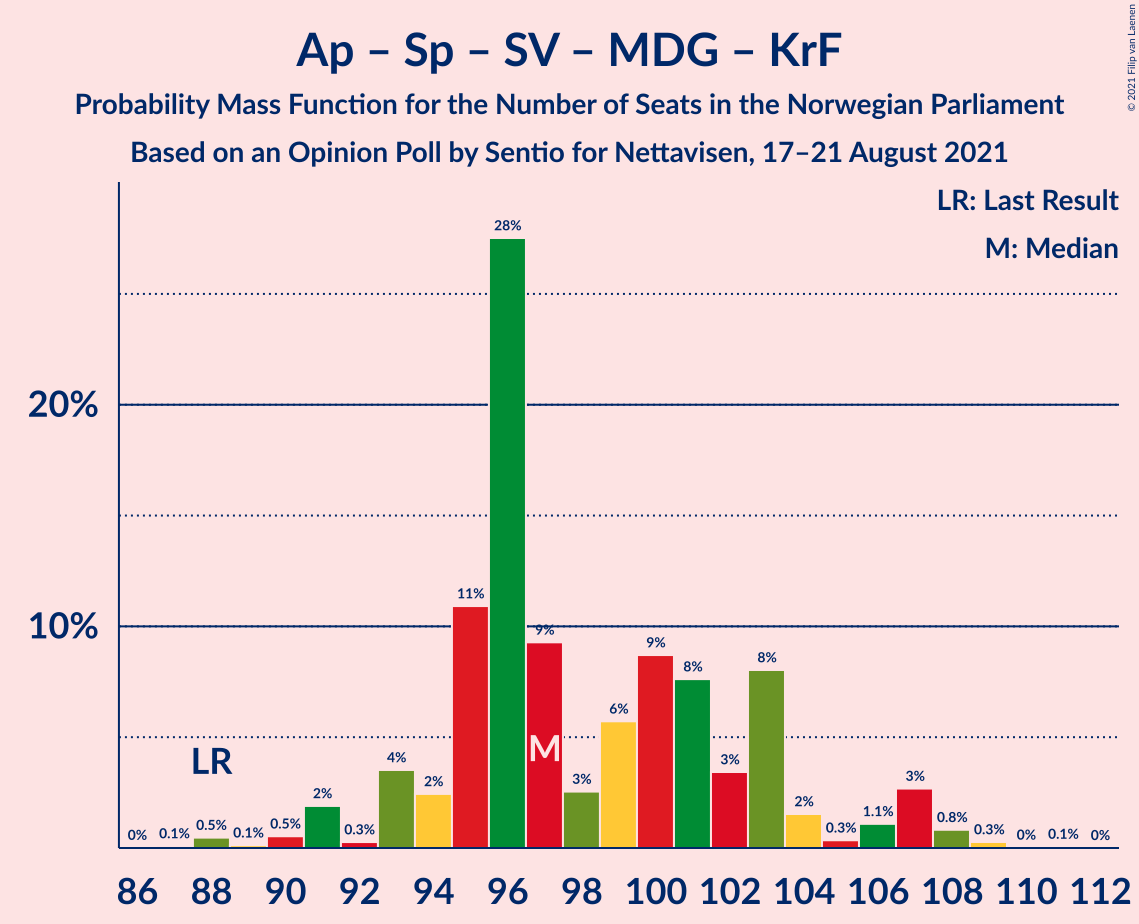 © 2021 Filip van Laenen
Ap – Sp – SV – MDG – KrF
Probability Mass Function for the Number of Seats in the Norwegian Parliament
Based on an Opinion Poll by Sentio for Nettavisen, 17–21 August 2021
LR: Last Result
M: Median
28%
20%
11%
10%
9%
9%
8%
8%
6%
M
LR
4%
2%
3%
3%
2%
2%
3%
0% 0.1% 0.5% 0.1% 0.5% 0.3% 0.3% 1.1% 0.8% 0.3% 0% 0.1% 0%
86 88 90 92 94 96 98 100 102 104 106 108 110 112